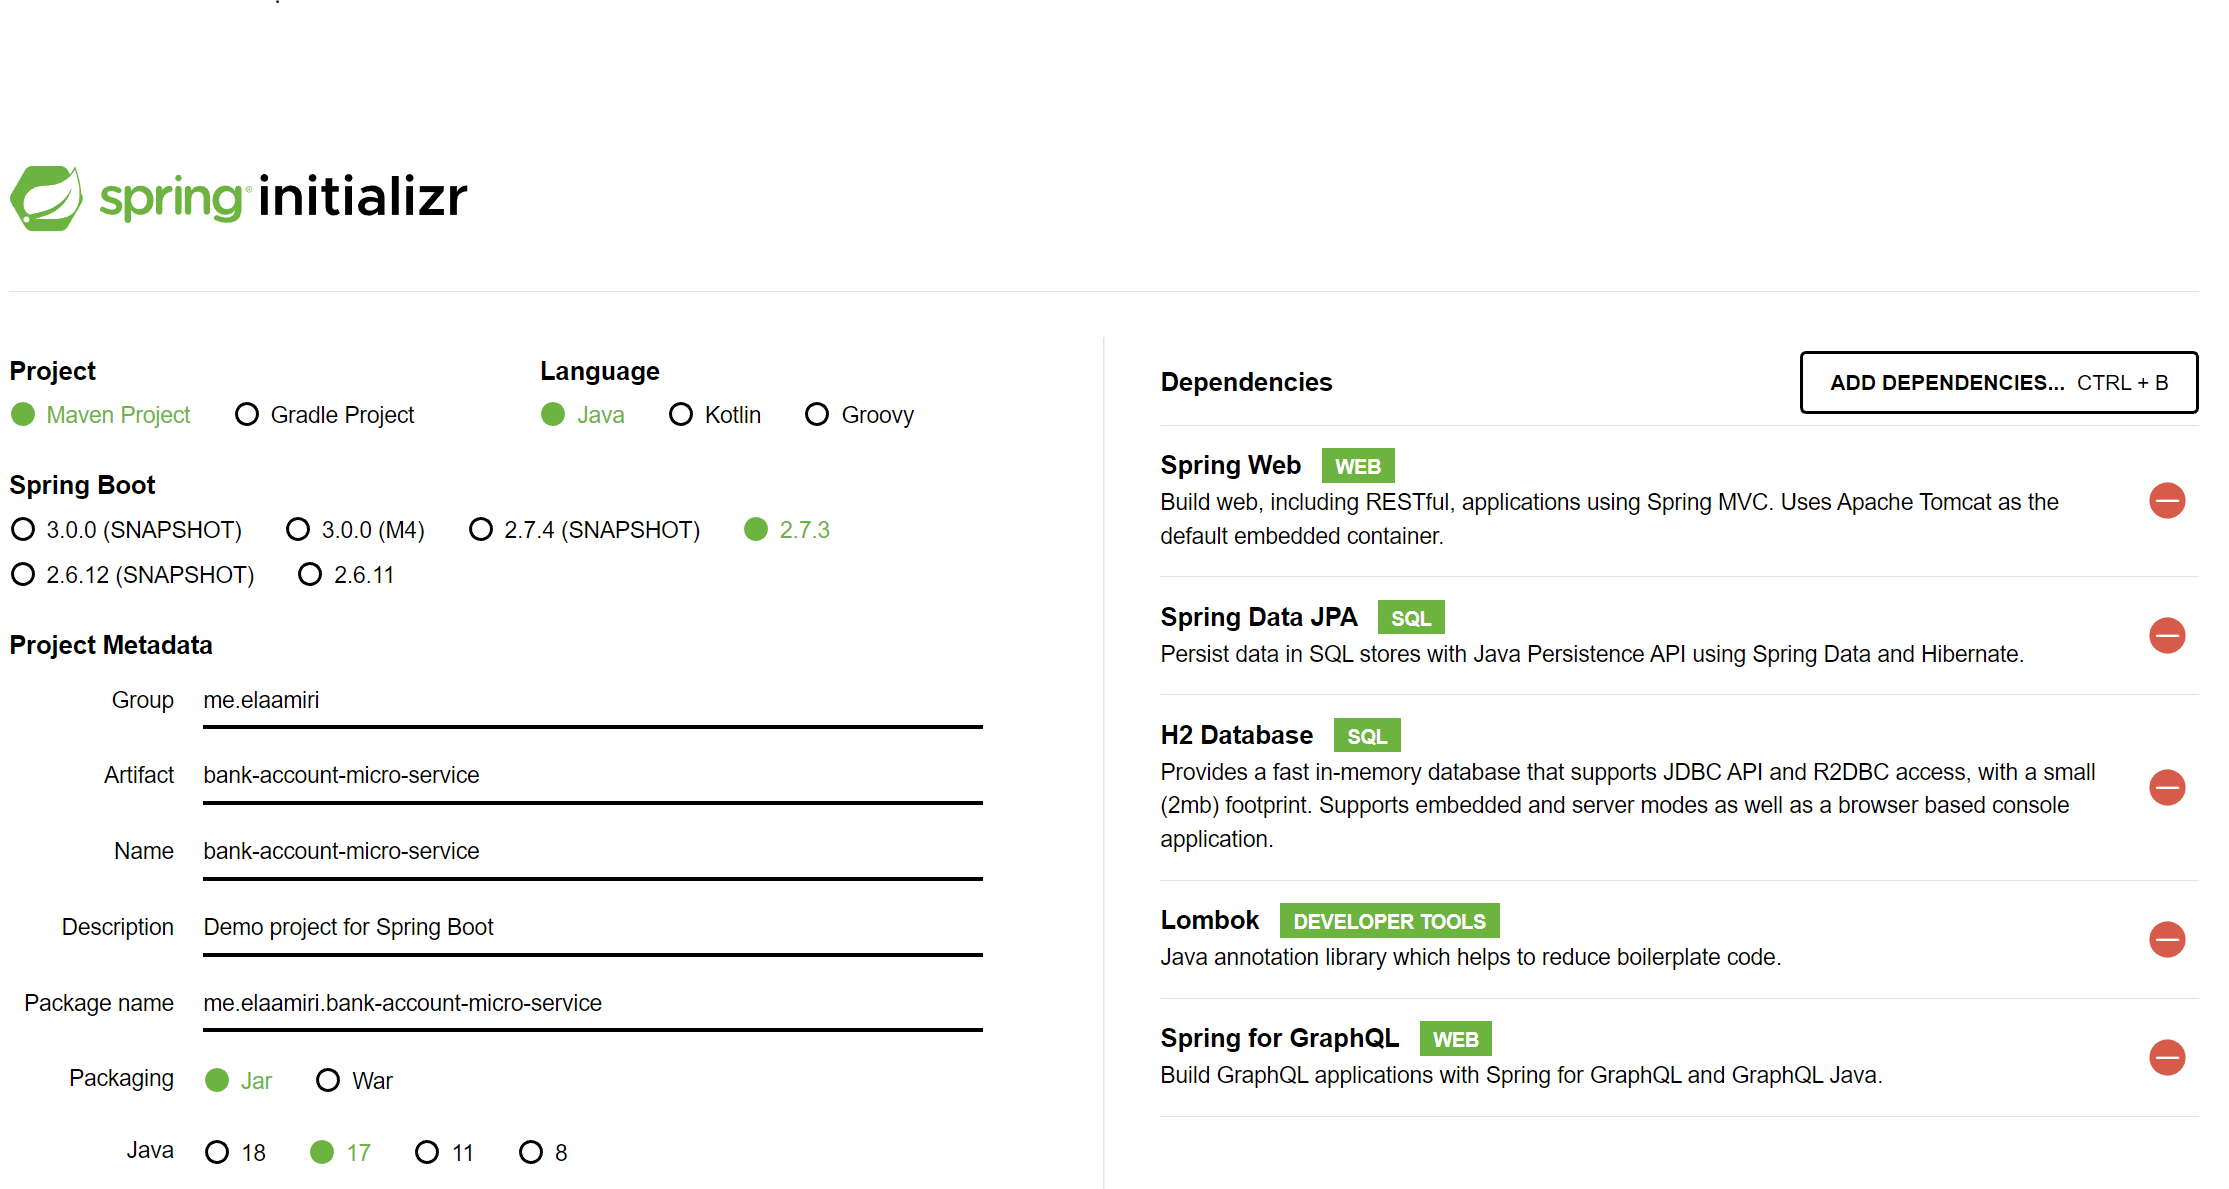 spring initializr
Project
Maven Project Gradle Project
Language
Java Kotlin Groovy
Spring Boot
3.0.0 (SNAPSHOT) 3.0.0 (M4) 2.7.4 (SNAPSHOT) 2.7.3
2.6.12 (SNAPSHOT) 2.6.11
Project Metadata
Group me.elaamiri
Artifact bank-account-micro-service
Name bank-account-micro-service
Description Demo project for Spring Boot
Package name me.elaamiri.bank-account-micro-service
Packaging Jar War
Java 18 17 11 8
Dependencies ADD DEPENDENCIES... CTRL + B
Spring Web WEB
Build web, including RESTful, applications using Spring MVC. Uses Apache Tomcat as the
default embedded container.
Spring Data JPA SQL
Persist data in SQL stores with Java Persistence API using Spring Data and Hibernate.
H2 Database SQL
Provides a fast in-memory database that supports JDBC API and R2DBC access, with a small
(2mb) footprint. Supports embedded and server modes as well as a browser based console
application.
Lombok DEVELOPER TOOLS
Java annotation library which helps to reduce boilerplate code.
Spring for GraphQL WEB
Build GraphQL applications with Spring for GraphQL and GraphQL Java.